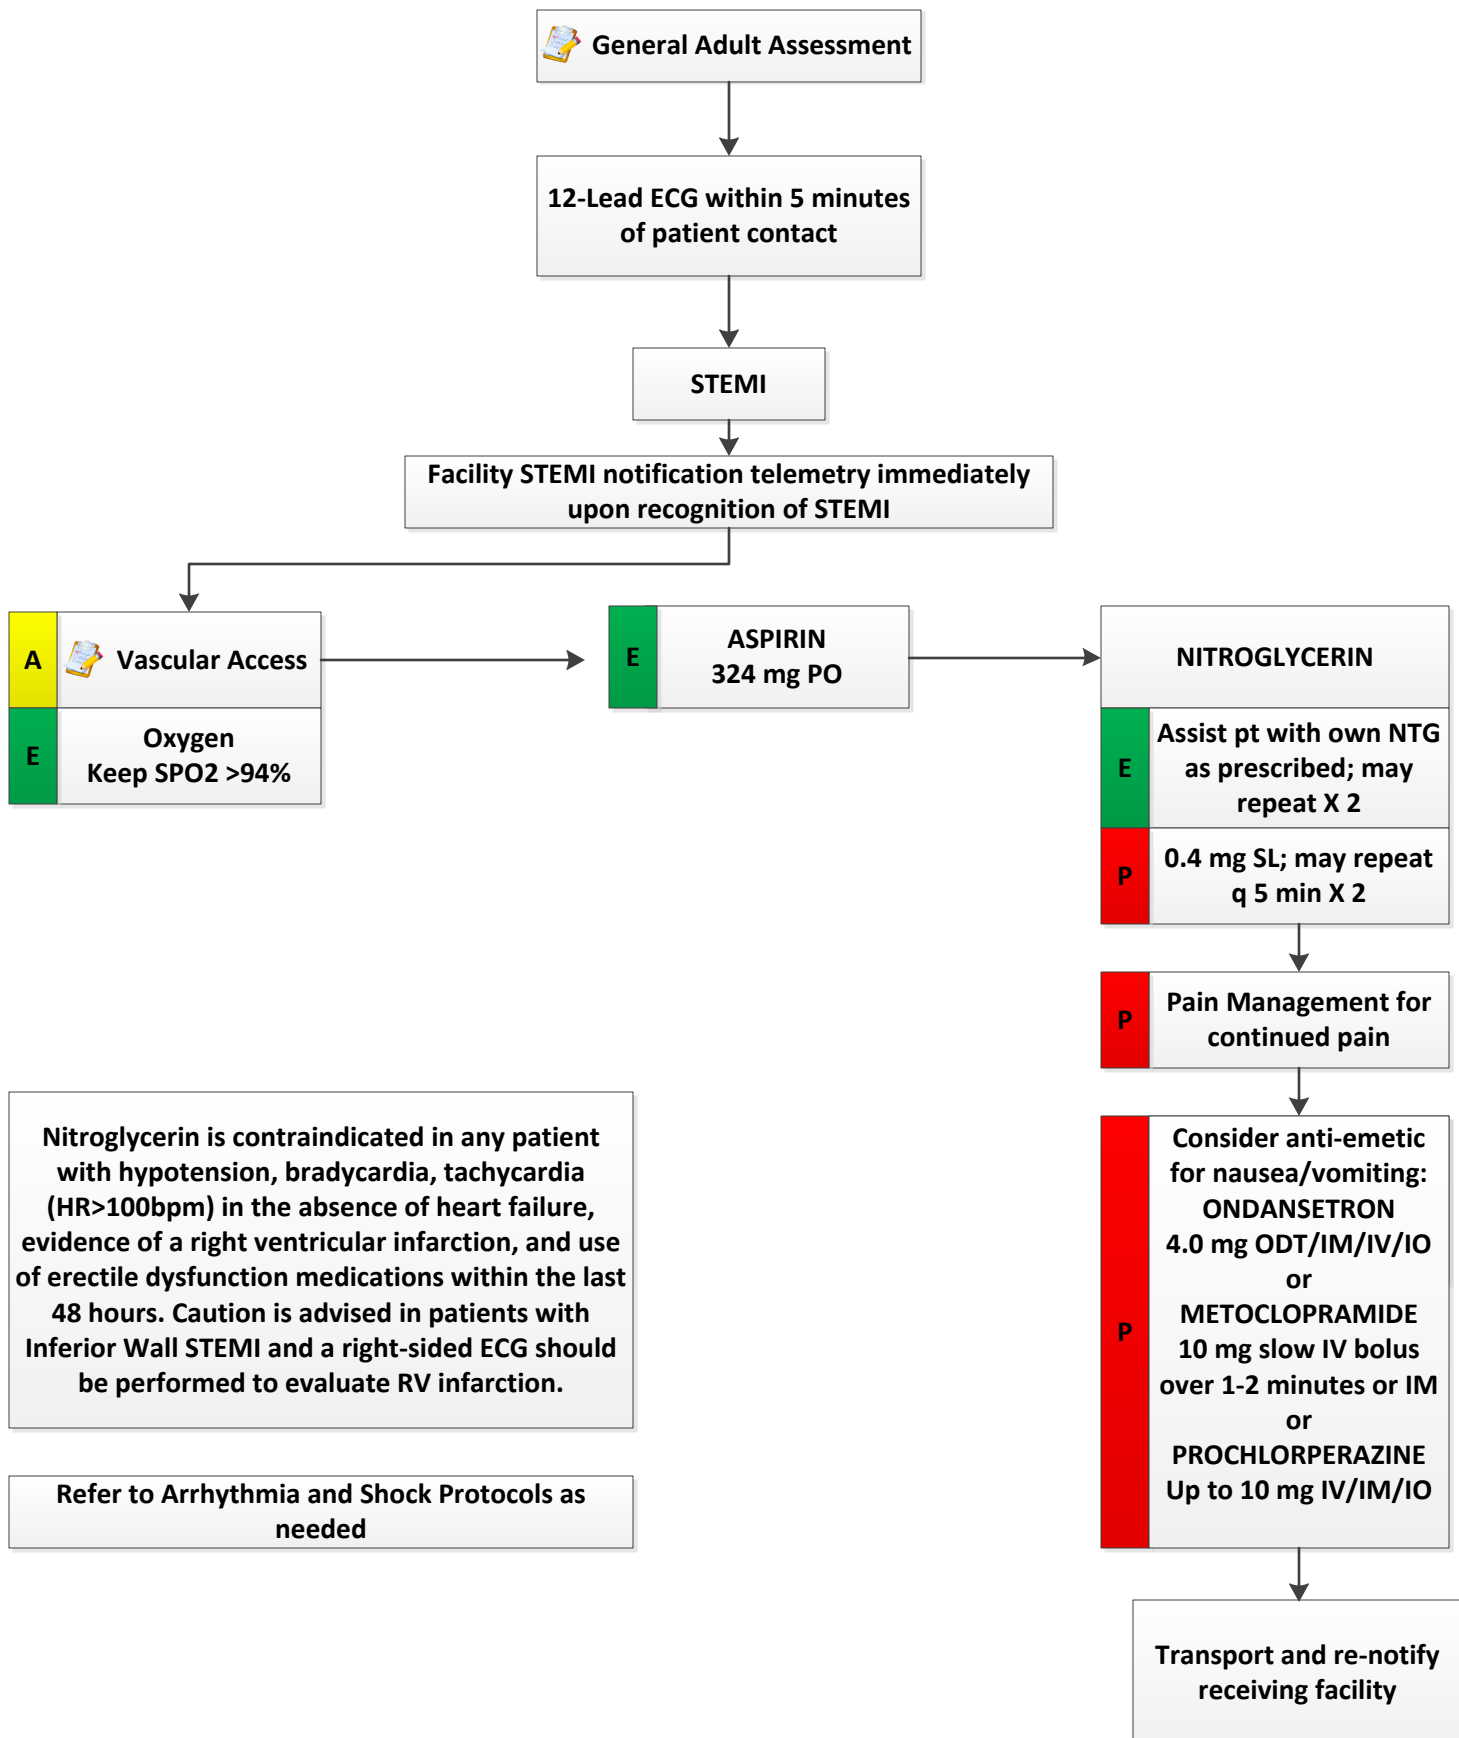 General Adult Assessment
12-Lead ECG within 5 minutes
of patient contact
STEMI
Facility STEMI notification telemetry immediately
upon recognition of STEMI
A
Vascular Access
E
Oxygen
Keep SPO2 >94%
E
ASPIRIN
324 mg PO
NITROGLYCERIN
E
Assist pt with own NTG
as prescribed; may
repeat X 2
P
0.4 mg SL; may repeat
q 5 min X 2
P
Pain Management for
continued pain
P
Consider anti-emetic
for nausea/vomiting:
ONDANSETRON
4.0 mg ODT/IM/IV/IO
or
METOCLOPRAMIDE
10 mg slow IV bolus
over 1-2 minutes or IM
or
PROCHLORPERAZINE
Up to 10 mg IV/IM/IO
Transport and re-notify
receiving facility
Nitroglycerin is contraindicated in any patient
with hypotension, bradycardia, tachycardia
(HR>100bpm) in the absence of heart failure,
evidence of a right ventricular infarction, and use
of erectile dysfunction medications within the last
48 hours. Caution is advised in patients with
Inferior Wall STEMI and a right-sided ECG should
be performed to evaluate RV infarction.
Refer to Arrhythmia and Shock Protocols as
needed